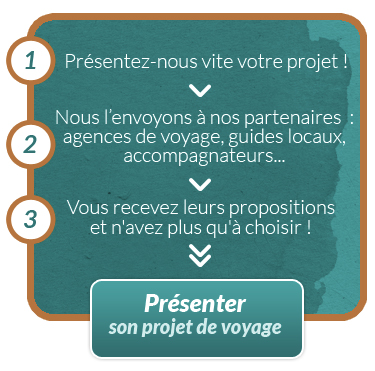 1
Présentez-nous vite votre projet !
2
Nous l’envoyons à nos partenaires :
agences de voyage, guides locaux,
accompagnateurs...
3
Vous recevez leurs propositions
et n'avez plus qu'à choisir !
Présenter
son projet de voyage